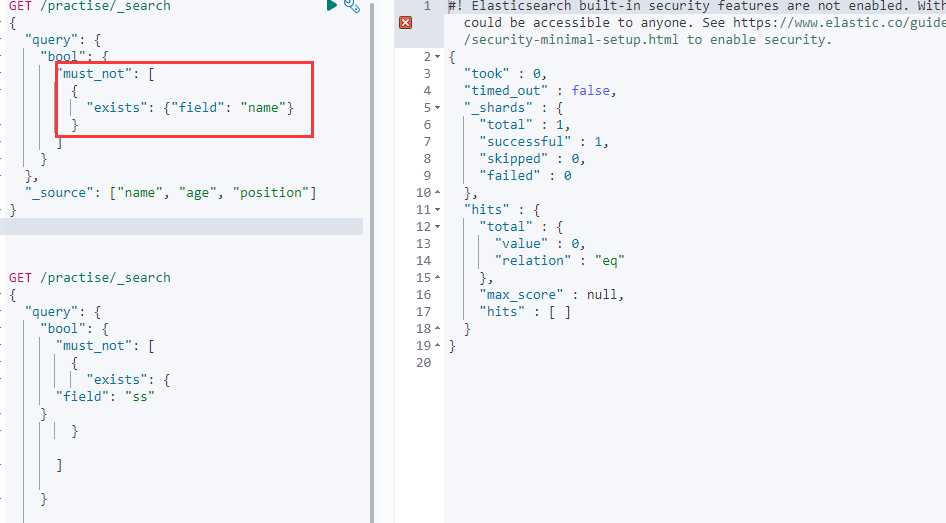 GET /practise/_search
{
"query": {
"bool": {
"must_not": [
{
"exists": {"field": "name"}
}
]
}
},
"_source": ["name", "age", "position"]
}
GET /practise/_search
{
"query": {
"bool": {
"must_not": [
{
"exists": {
"field": "ss"
}
}
]
}
1 #! Elasticsearch built-in security features are not enabled. With
could be accessible to anyone. See https://www.elastic.co/guide
/security-minimal-setup.html to enable security.
2 {
3 "took" : 0,
4 "timed_out" : false,
5 "_shards" : {
6 "total" : 1,
7 "successful" : 1,
8 "skipped" : 0,
9 "failed" : 0
10 },
11 "hits" : {
12 "total" : {
13 "value" : 0,
14 "relation" : "eq"
15 },
16 "max_score" : null,
17 "hits" : [ ]
18 }
19 }
20